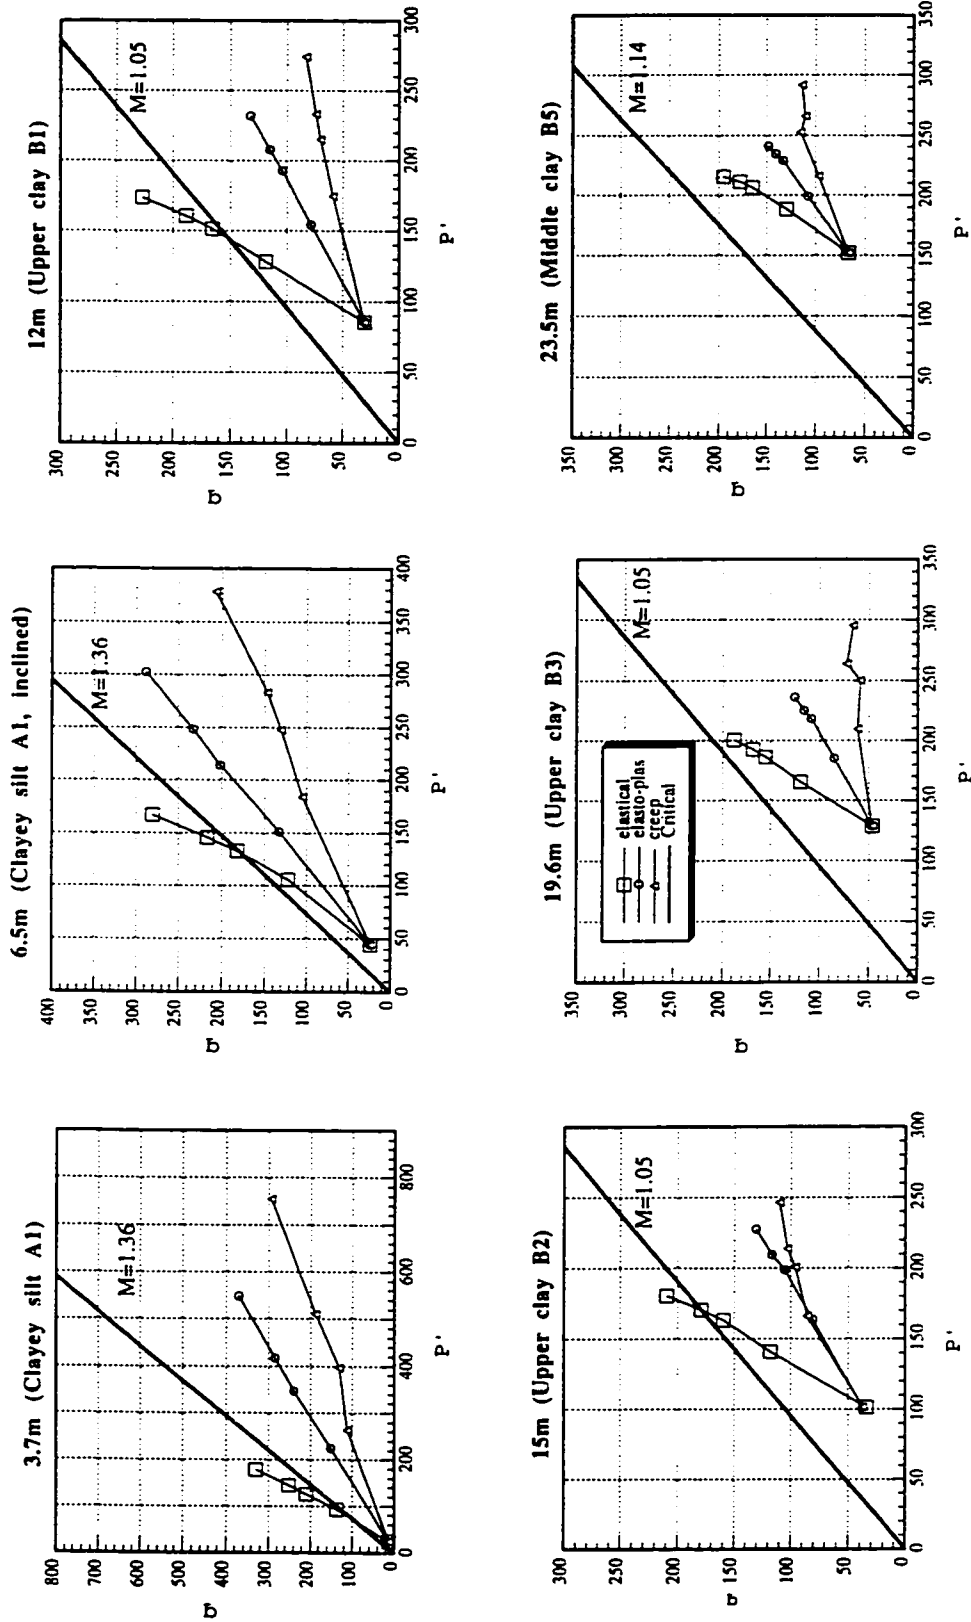 3.7m (Clayey silt A1)
800
700
600
500
400
300
200
100
0
q
M=1.36
0 200 400 600 800
P'
6.5m (Clayey silt A1, inclined)
400
350
300
250
200
150
100
50
0
q
M=1.36
0 50 100 150 200 250 300 350 400
P'
12m (Upper clay B1)
300
250
200
150
100
50
0
q
M=1.05
0 50 100 150 200 250 300
P'
15m (Upper clay B2)
300
250
200
150
100
50
0
q
M=1.05
0 50 100 150 200 250 300
P'
19.6m (Upper clay B3)
350
300
250
200
150
100
50
0
q
elastical
elasto-plas
creep
Critical
M=1.05
0 50 100 150 200 250 300 350
P'
23.5m (Middle clay B5)
350
300
250
200
150
100
50
0
q
M=1.14
0 50 100 150 200 250 300 350
P'